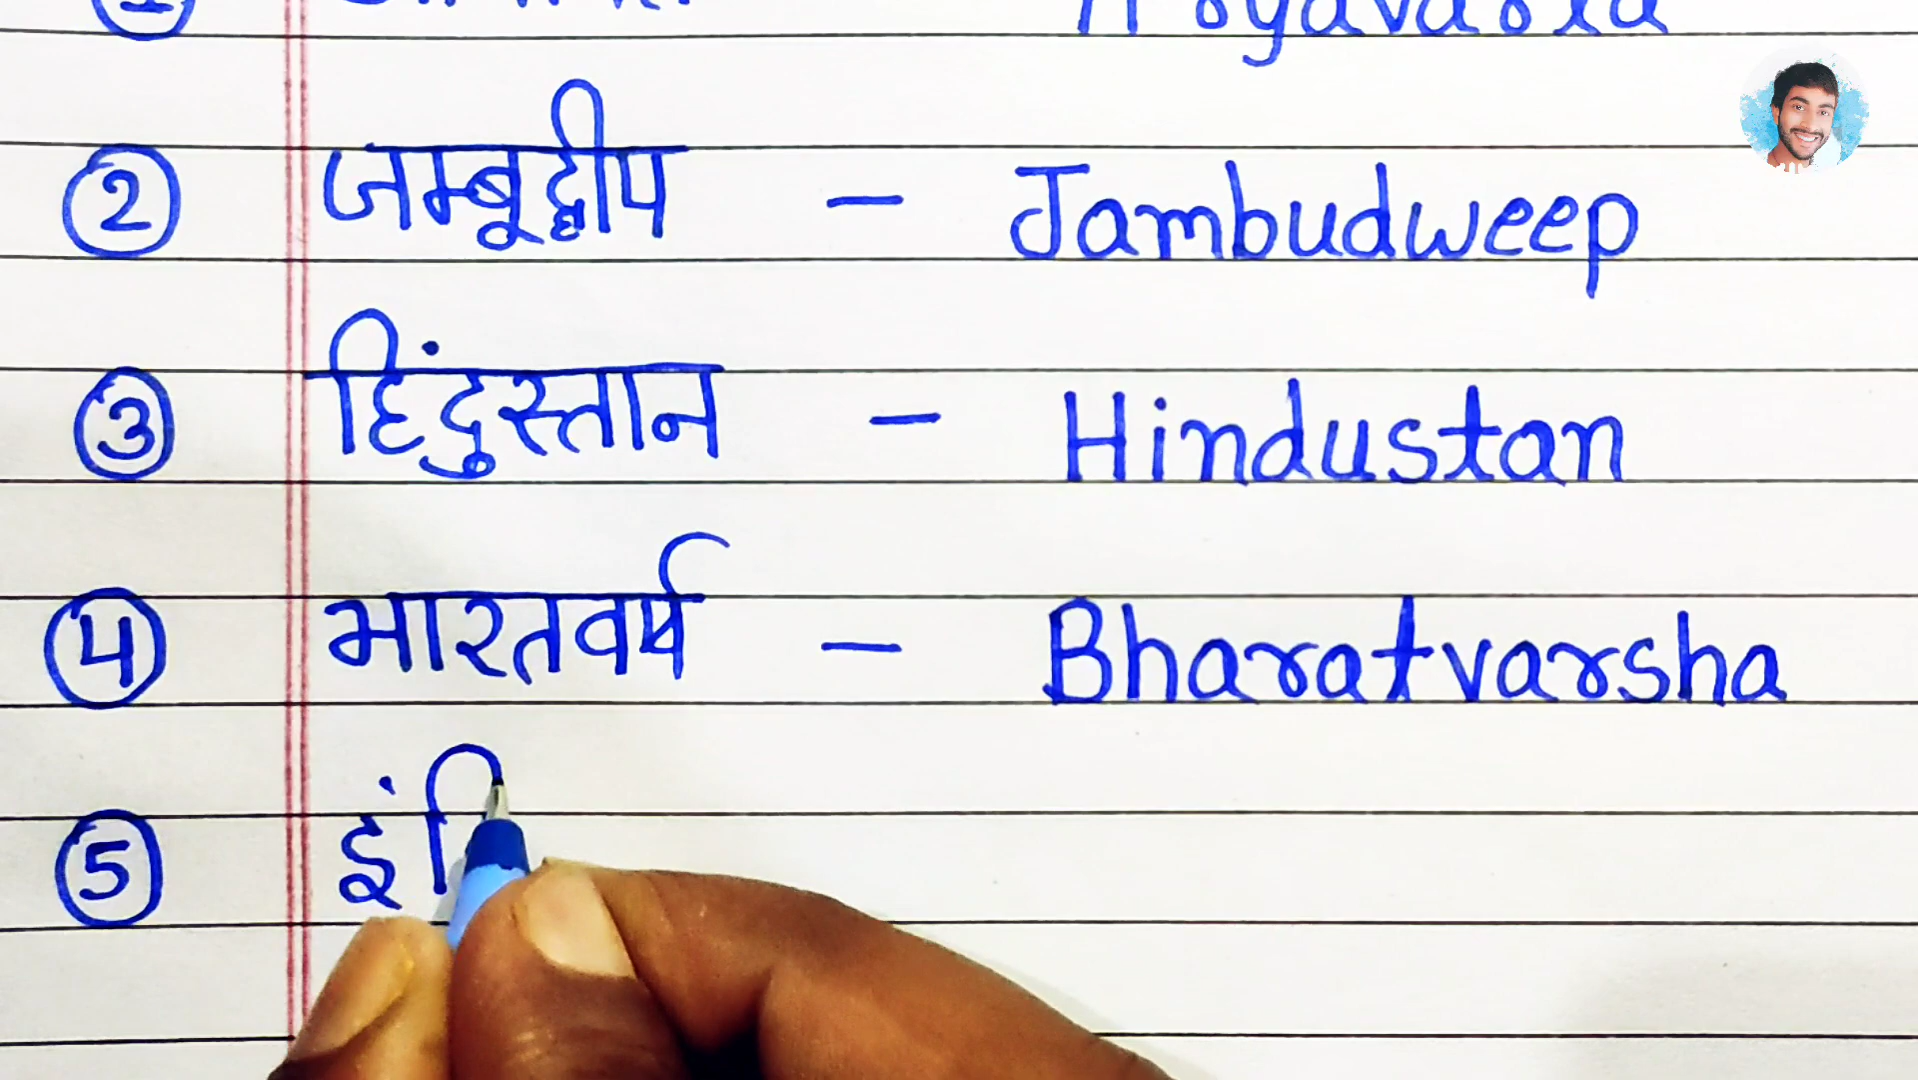 ② जम्बूद्वीप – Jambudweep
③ हिंदुस्तान – Hindustan
④ भारतवर्ष – Bharatvarsha
⑤